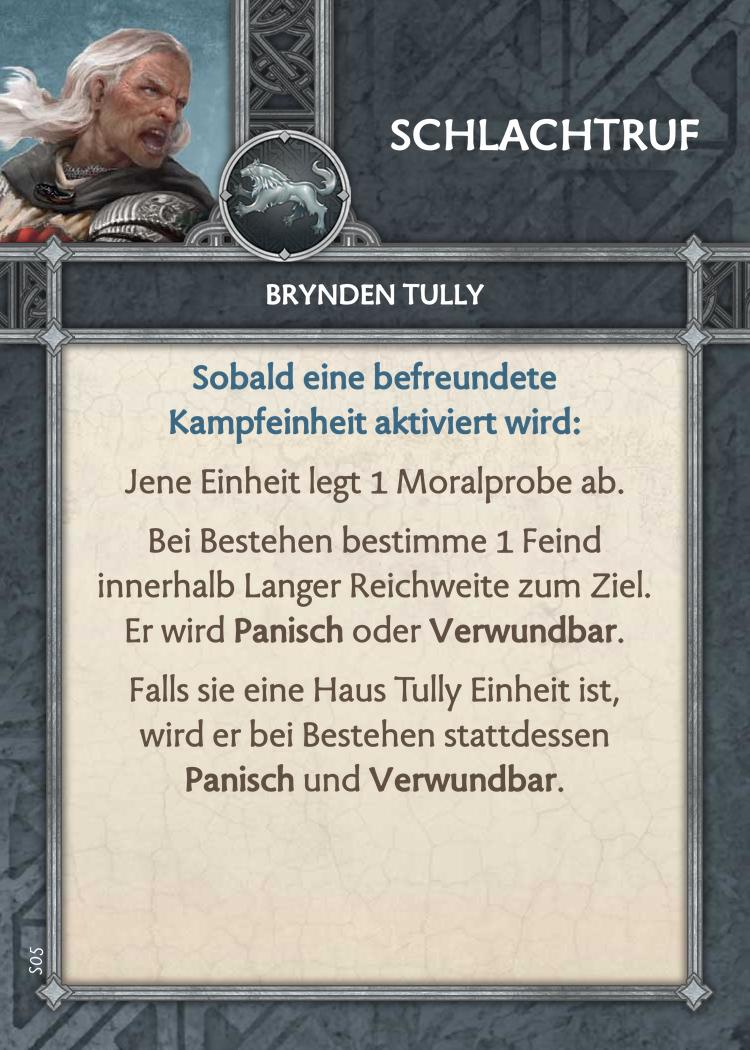 SCHLACHTRUF
BRYNDEN TULLY
Sobald eine befreundete
Kampfeinheit aktiviert wird:
Jene Einheit legt 1 Moralprobe ab.
Bei Bestehen bestimme 1 Feind
innerhalb Langer Reichweite zum Ziel.
Er wird Panisch oder Verwundbar.
Falls sie eine Haus Tully Einheit ist,
wird er bei Bestehen stattdessen
Panisch und Verwundbar.
S05